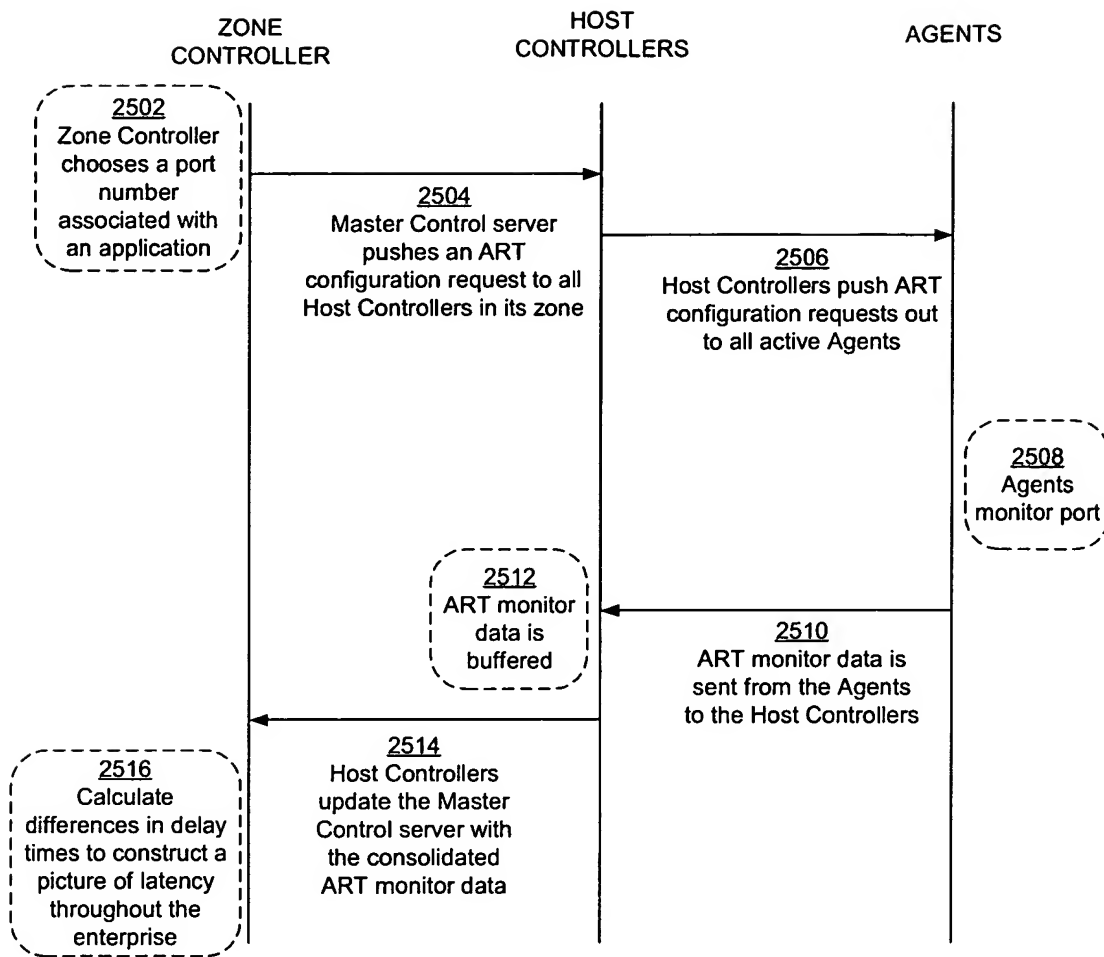 ZONE
CONTROLLER
HOST
CONTROLLERS
AGENTS
2502
Zone Controller
chooses a port
number
associated with
an application
2504
Master Control server
pushes an ART
configuration request to all
Host Controllers in its zone
2506
Host Controllers push ART
configuration requests out
to all active Agents
2508
Agents
monitor port
2510
ART monitor data is
sent from the Agents
to the Host Controllers
2512
ART monitor
data is
buffered
2514
Host Controllers
update the Master
Control server with
the consolidated
ART monitor data
2516
Calculate
differences in delay
times to construct a
picture of latency
throughout the
enterprise